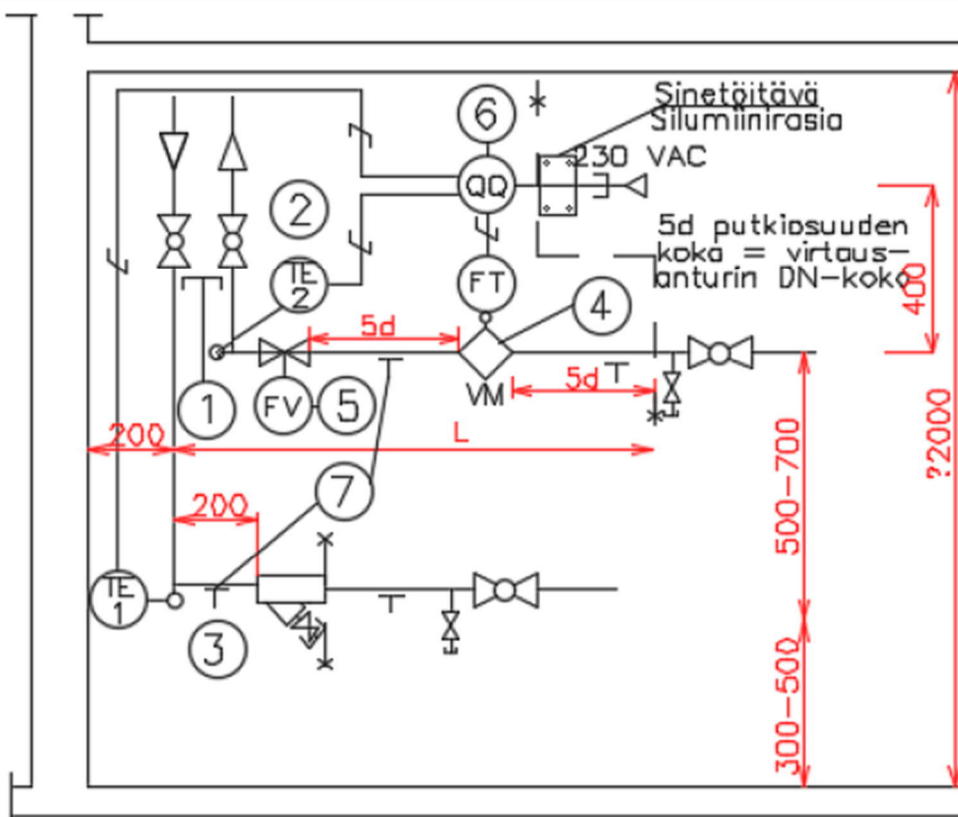 6
Sinetöitävä
Silumiinirasia
230 VAC
QQ
2
5d putkiosuuden
koko = virtaus-
anturin DN-koko
TE
2
FT
4
400
5d
VM
5d
1
FV
5
200
L
500-700
?2000
7
200
TE
1
3
300-500